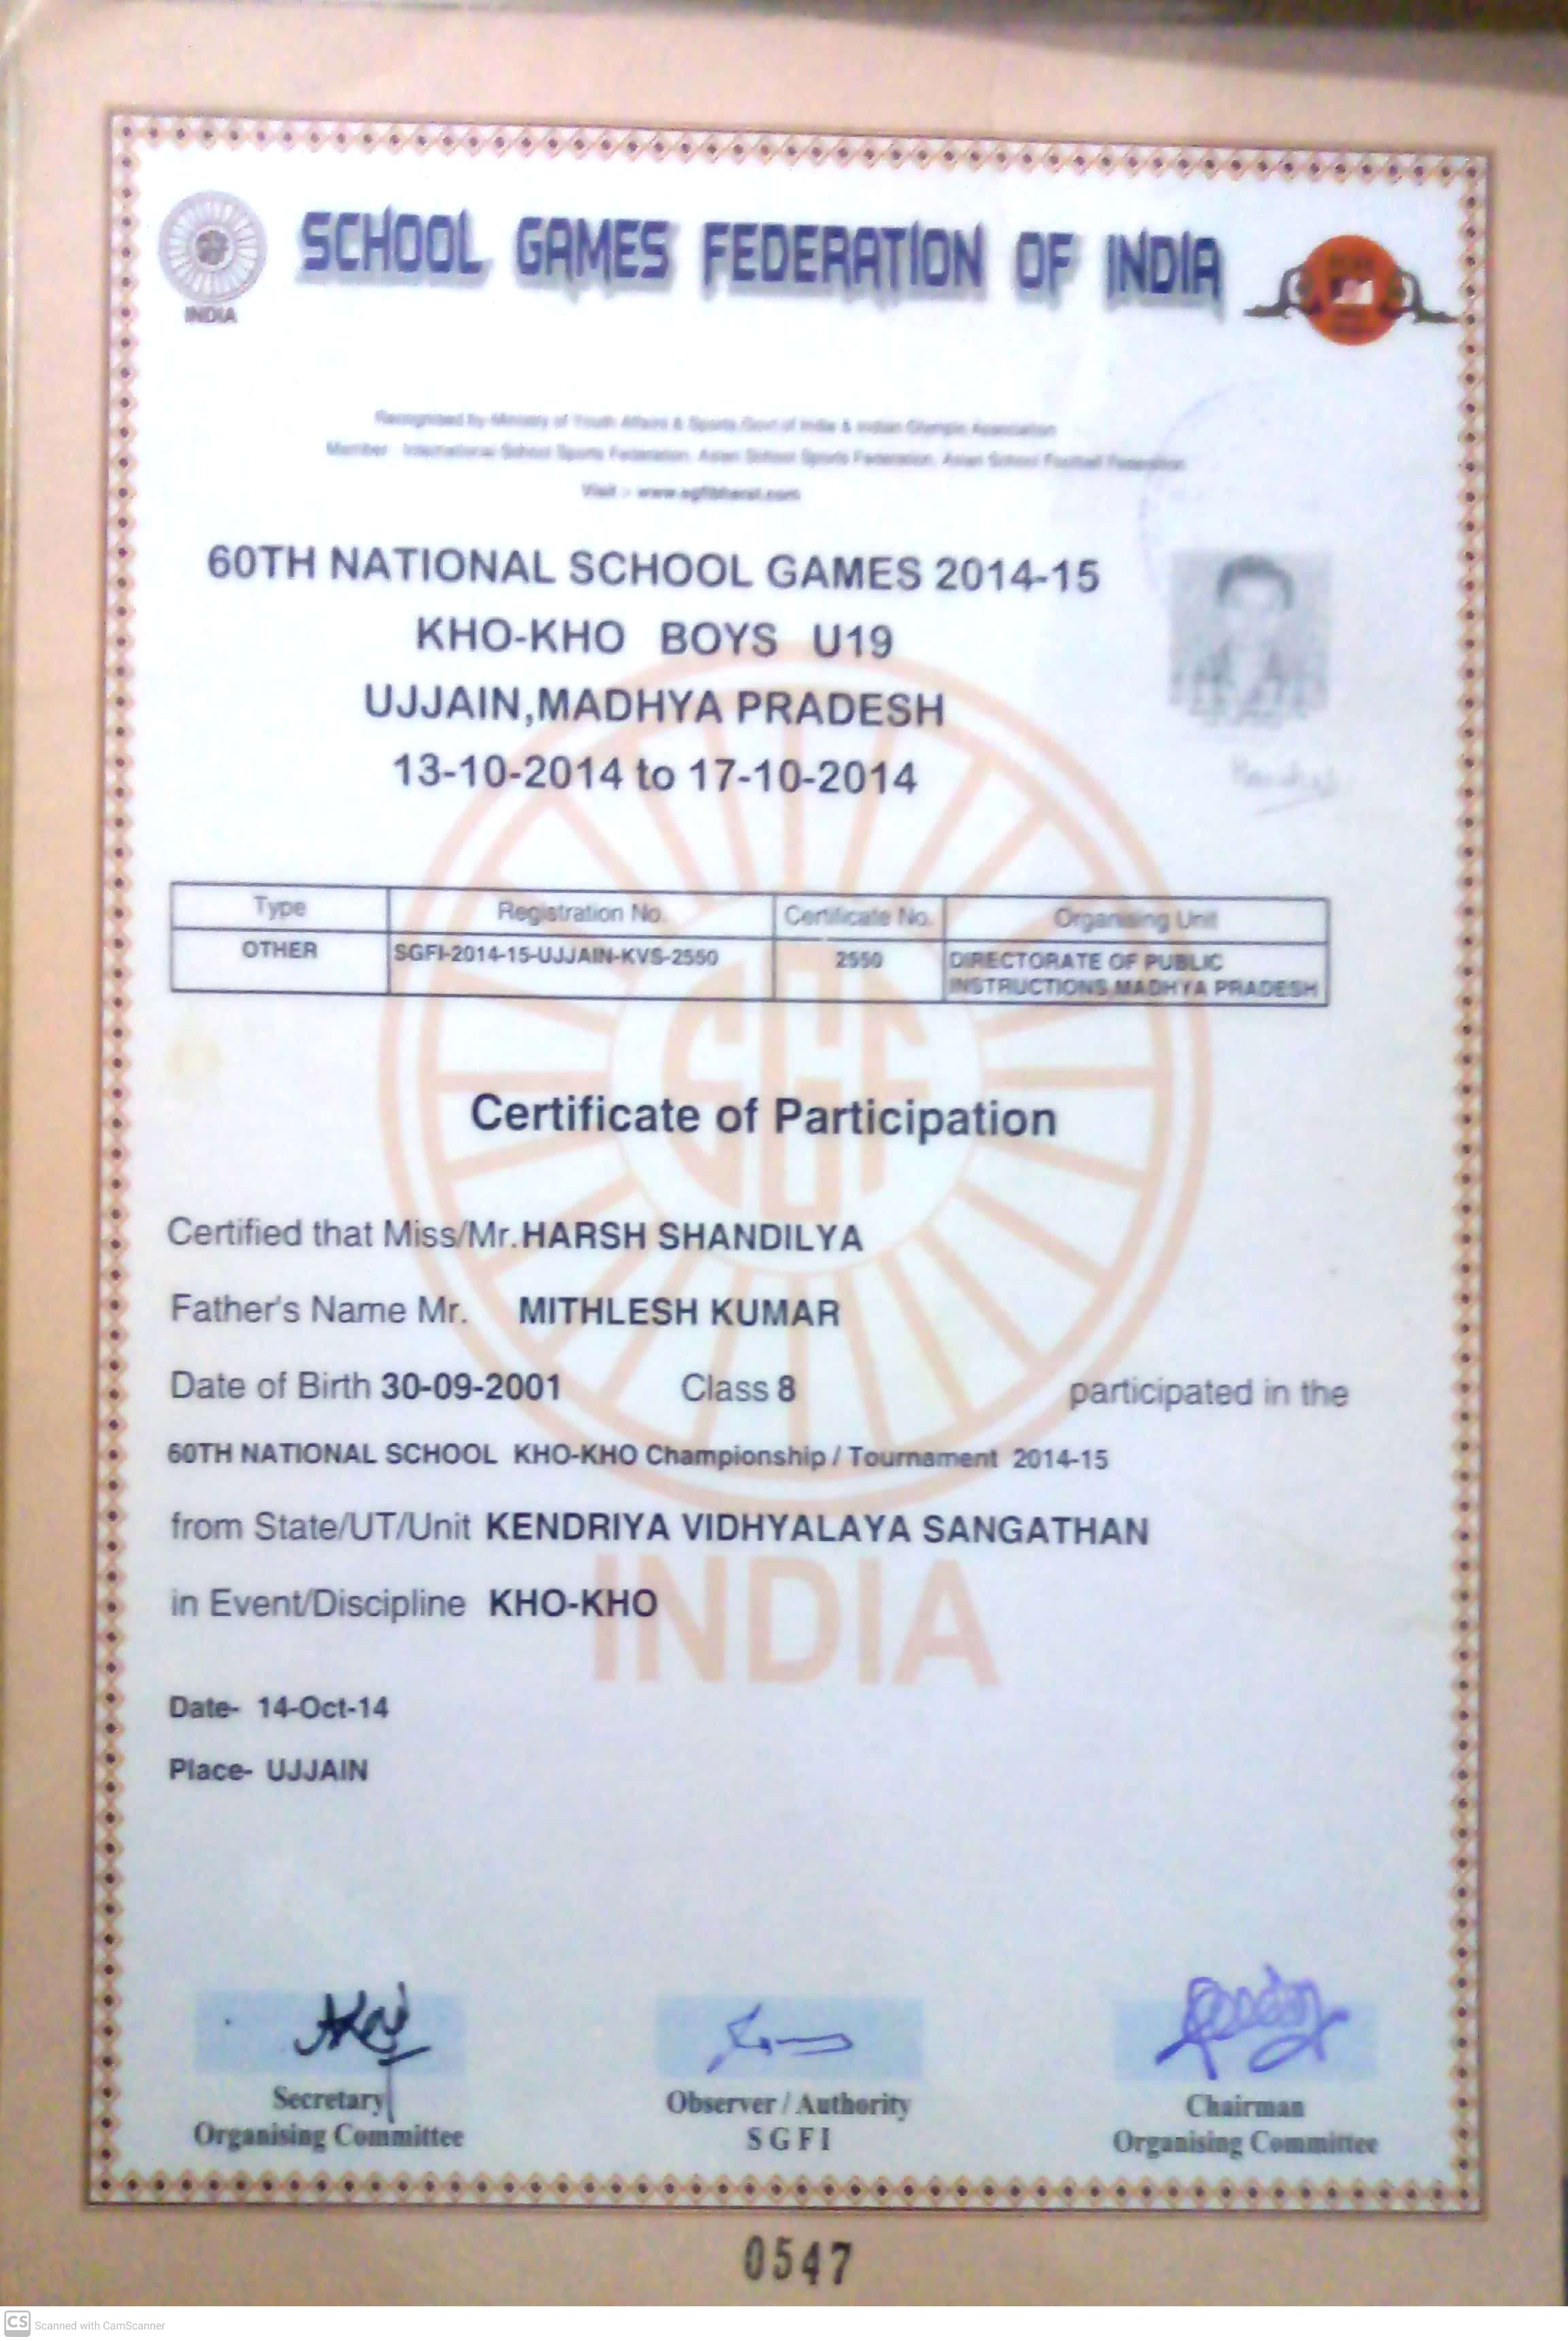 SCHOOL GAMES FEDERATION OF INDIA
INDIA
Recognised by Ministry of Youth Affairs & Sports Govt of India & Indian Olympic Association
Member - International School Sports Federation, Asian School Sports Federation, Asian School Football Federation
Visit :- www.sgfibharat.com
60TH NATIONAL SCHOOL GAMES 2014-15
KHO-KHO BOYS U19
UJJAIN,MADHYA PRADESH
13-10-2014 to 17-10-2014
Type Registration No. Certificate No. Organising Unit
OTHER SGFI-2014-15-UJJAIN-KVS-2550 2550 DIRECTORATE OF PUBLIC
INSTRUCTIONS,MADHYA PRADESH
Certificate of Participation
Certified that Miss/Mr.HARSH SHANDILYA
Father's Name Mr. MITHLESH KUMAR
Date of Birth 30-09-2001 Class 8 participated in the
60TH NATIONAL SCHOOL KHO-KHO Championship / Tournament 2014-15
from State/UT/Unit KENDRIYA VIDHYALAYA SANGATHAN
in Event/Discipline KHO-KHO
INDIA
Date- 14-Oct-14
Place- UJJAIN
Secretary
Organising Committee
Observer / Authority
S G F I
Chairman
Organising Committee
0547
CS Scanned with CamScanner